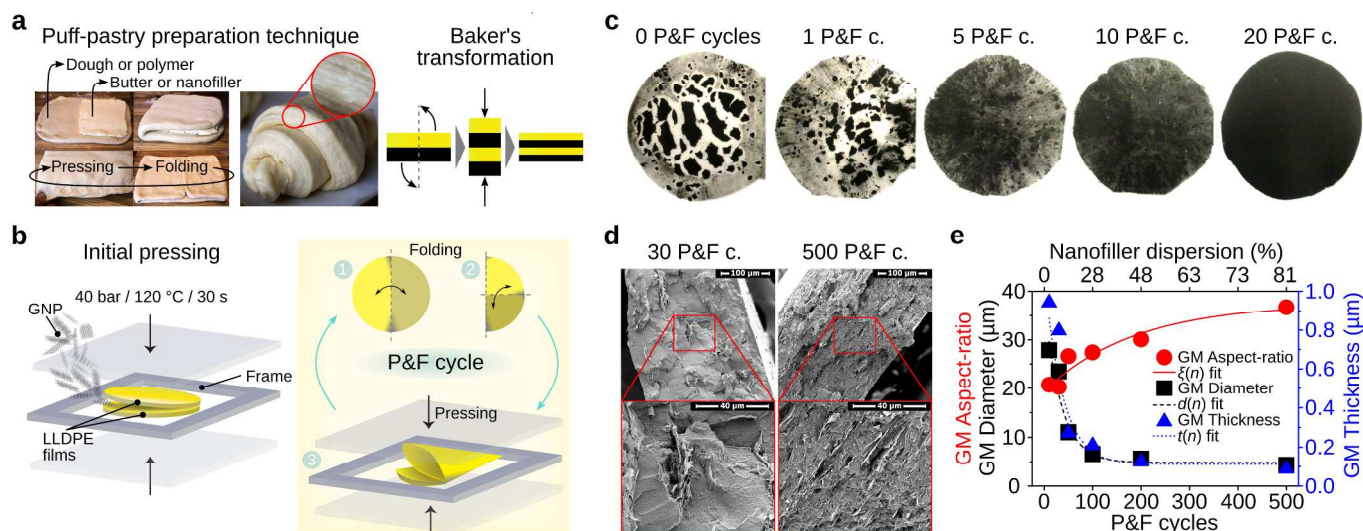 a
Puff-pastry preparation technique
Dough or polymer
Butter or nanofiller
Pressing
Folding
Baker's
transformation
b
Initial pressing
40 bar / 120 °C / 30 s
GNP
Frame
LLDPE
films
Folding
1
2
P&F cycle
Pressing
3
c
0 P&F cycles
1 P&F c.
5 P&F c.
10 P&F c.
20 P&F c.
d
30 P&F c.
500 P&F c.
100 µm
100 µm
40 µm
40 µm
e
Nanofiller dispersion (%)
0 28 48 63 73 81
GM Aspect-ratio
GM Diameter (µm)
40
30
20
10
5
0
GM Aspect-ratio
ξ(n) fit
GM Diameter
d(n) fit
GM Thickness
t(n) fit
1.0
0.8
0.6
0.4
0.2
0.0
GM Thickness (µm)
0 100 200 300 400 500
P&F cycles